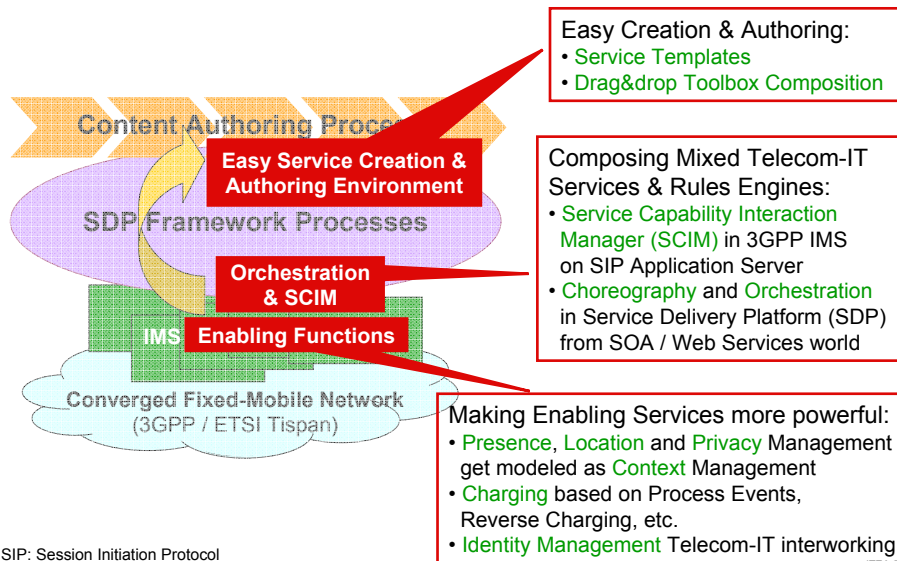 Easy Creation & Authoring:
• Service Templates
• Drag&drop Toolbox Composition
Content Authoring Proce
Easy Service Creation &
Authoring Environment
SDP Framework Processes
Orchestration
& SCIM
IMS
Enabling Functions
Converged Fixed-Mobile Network
(3GPP / ETSI Tispan)
Composing Mixed Telecom-IT
Services & Rules Engines:
• Service Capability Interaction
Manager (SCIM) in 3GPP IMS
on SIP Application Server
• Choreography and Orchestration
in Service Delivery Platform (SDP)
from SOA / Web Services world
Making Enabling Services more powerful:
• Presence, Location and Privacy Management
get modeled as Context Management
• Charging based on Process Events,
Reverse Charging, etc.
• Identity Management Telecom-IT interworking
SIP: Session Initiation Protocol